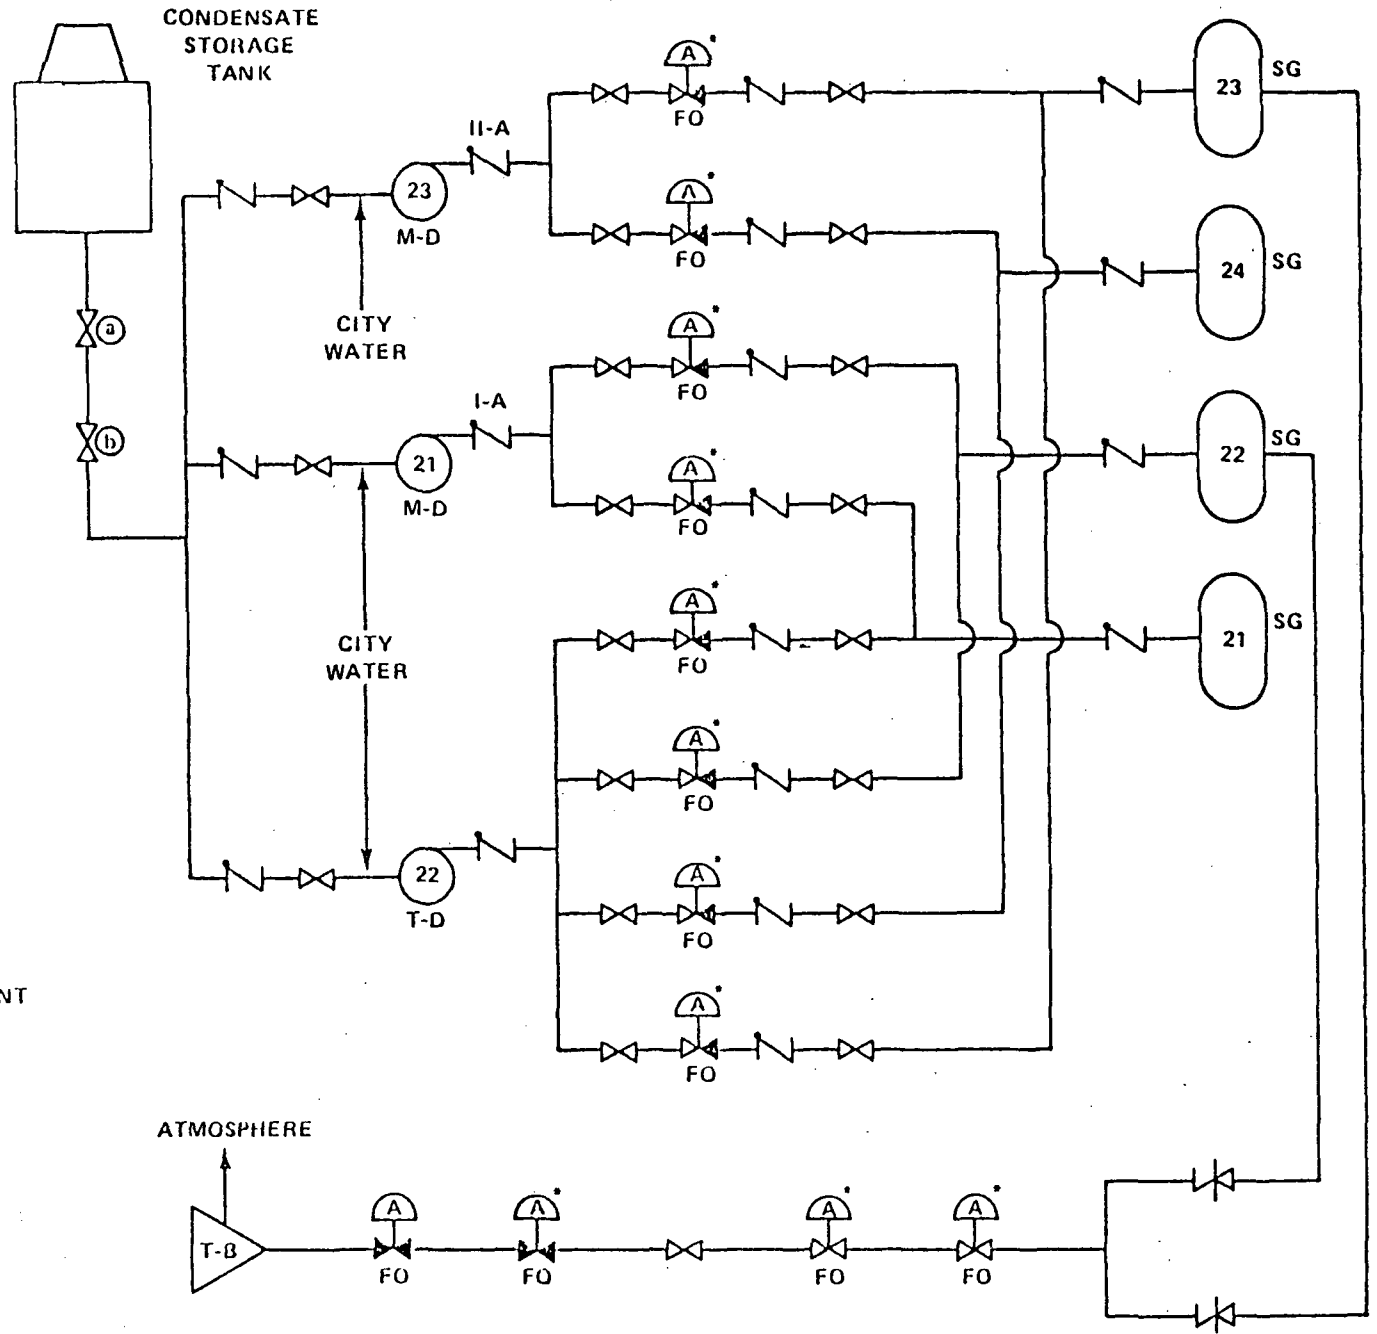 CONDENSATE
STORAGE
TANK
A*
FO
23
SG
II-A
23
M-D
A*
FO
24
SG
a
CITY
WATER
A*
FO
b
I-A
21
M-D
A*
FO
22
SG
CITY
WATER
A*
FO
21
SG
A*
FO
22
T-D
A*
FO
NT
A*
FO
ATMOSPHERE
T-B
A
FO
A*
FO
A*
FO
A*
FO